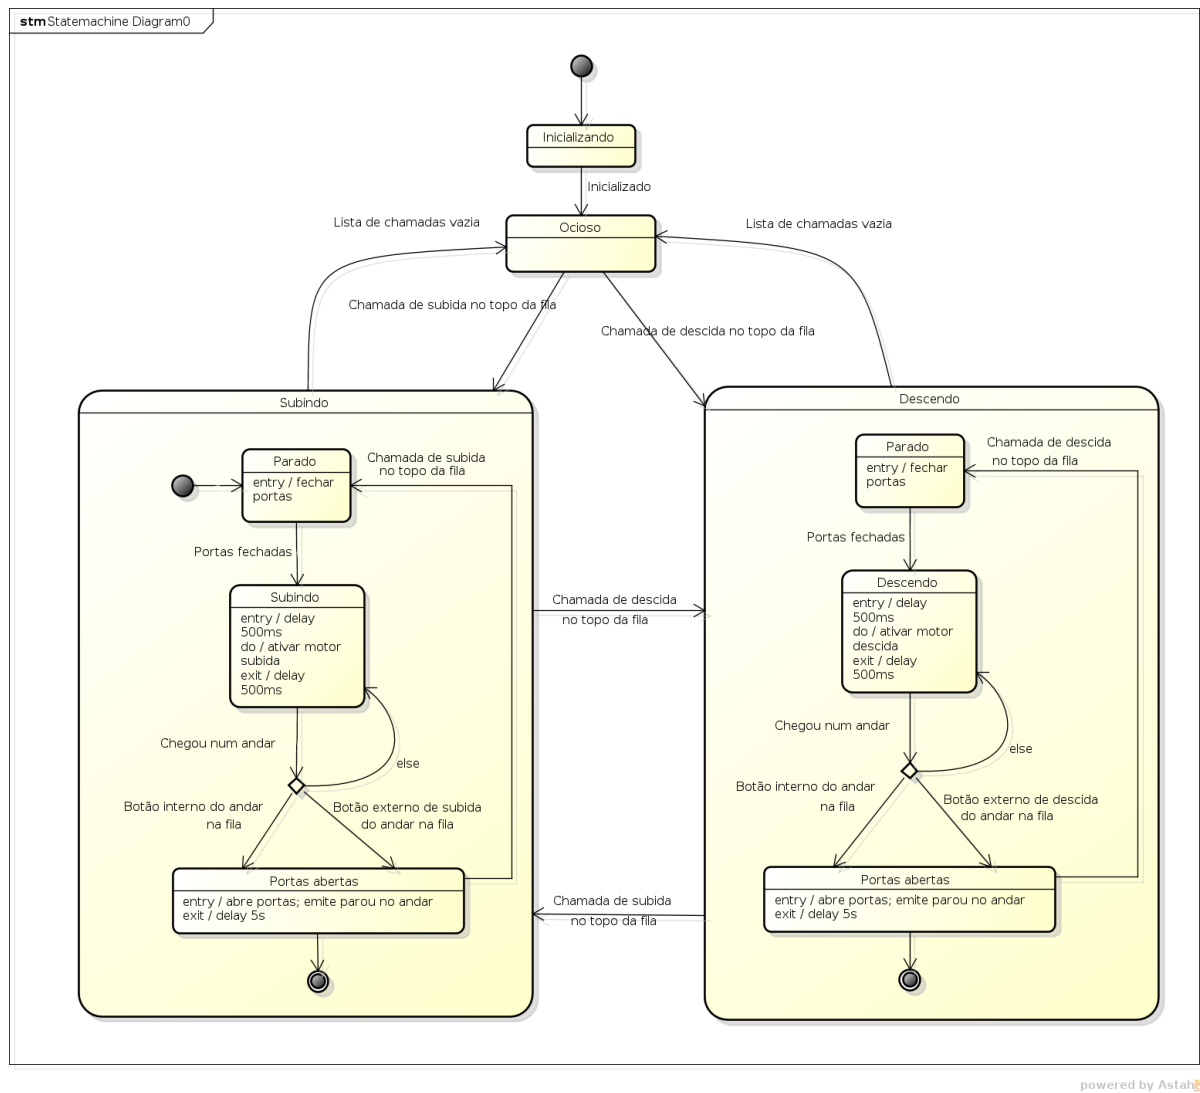 stm Statemachine Diagram0
Inicializando
Inicializado
Ocioso
Lista de chamadas vazia
Lista de chamadas vazia
Chamada de subida no topo da fila
Chamada de descida no topo da fila
Subindo
Parado
entry / fechar
portas
Chamada de subida
no topo da fila
Portas fechadas
Subindo
entry / delay
500ms
do / ativar motor
subida
exit / delay
500ms
Chegou num andar
else
Botão interno do andar
na fila
Botão externo de subida
do andar na fila
Portas abertas
entry / abre portas; emite parou no andar
exit / delay 5s
Chamada de descida
no topo da fila
Chamada de subida
no topo da fila
Descendo
Parado
entry / fechar
portas
Chamada de descida
no topo da fila
Portas fechadas
Descendo
entry / delay
500ms
do / ativar motor
descida
exit / delay
500ms
Chegou num andar
else
Botão interno do andar
na fila
Botão externo de descida
do andar na fila
Portas abertas
entry / abre portas; emite parou no andar
exit / delay 5s
powered by Astah